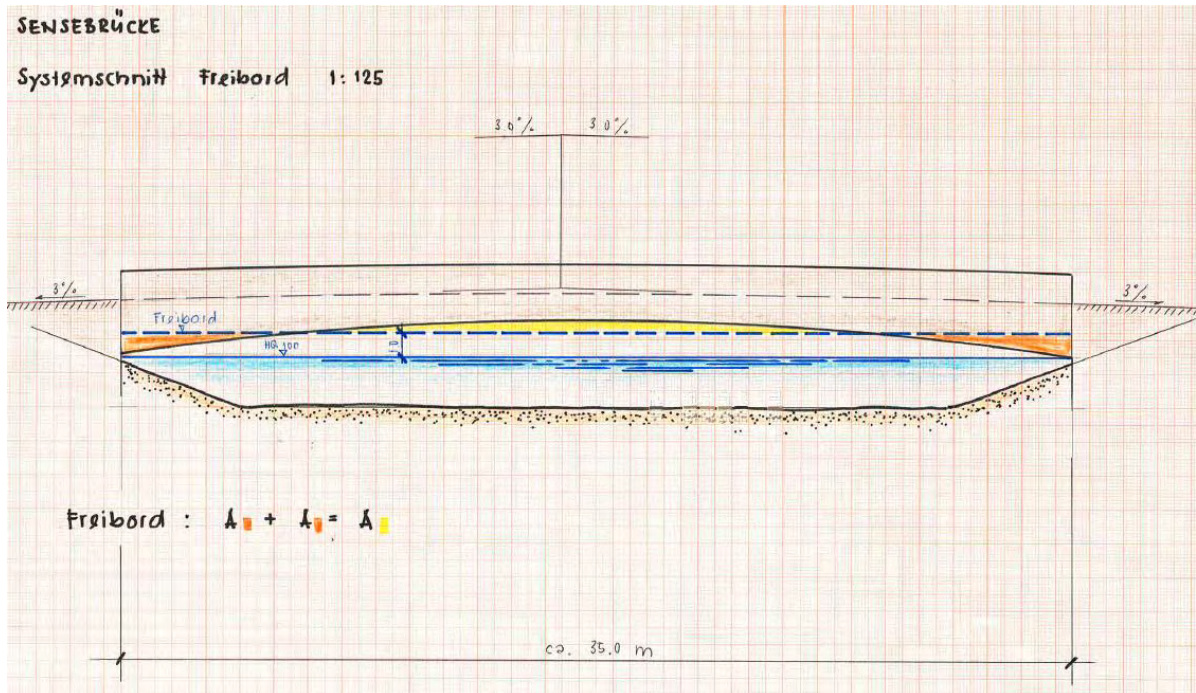 SENSEBRÜCKE
Systemschnitt Freibord 1:125
3.0% 3.0%
3% 3%
Freibord
HQ 100
1.0
Freibord : A + A = A
ca. 35.0 m